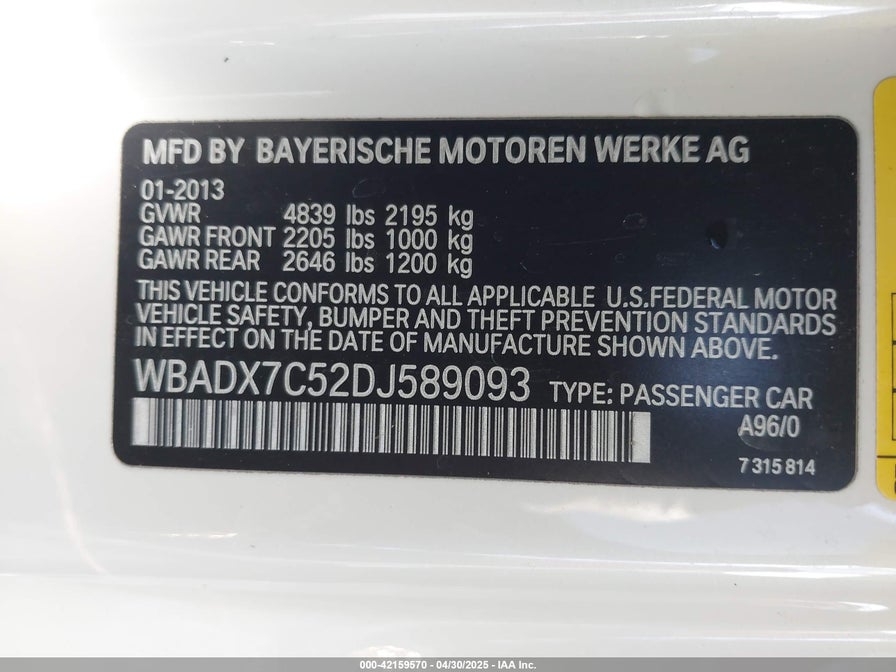 MFD BY BAYERISCHE MOTOREN WERKE AG
01-2013
GVWR 4839 lbs 2195 kg
GAWR FRONT 2205 lbs 1000 kg
GAWR REAR 2646 lbs 1200 kg
THIS VEHICLE CONFORMS TO ALL APPLICABLE U.S.FEDERAL MOTOR
VEHICLE SAFETY, BUMPER AND THEFT PREVENTION STANDARDS
IN EFFECT ON THE DATE OF MANUFACTURE SHOWN ABOVE.
WBADX7C52DJ589093 TYPE: PASSENGER CAR
A96/0
7 315 814
000-42159570 - 04/30/2025 - IAA Inc.